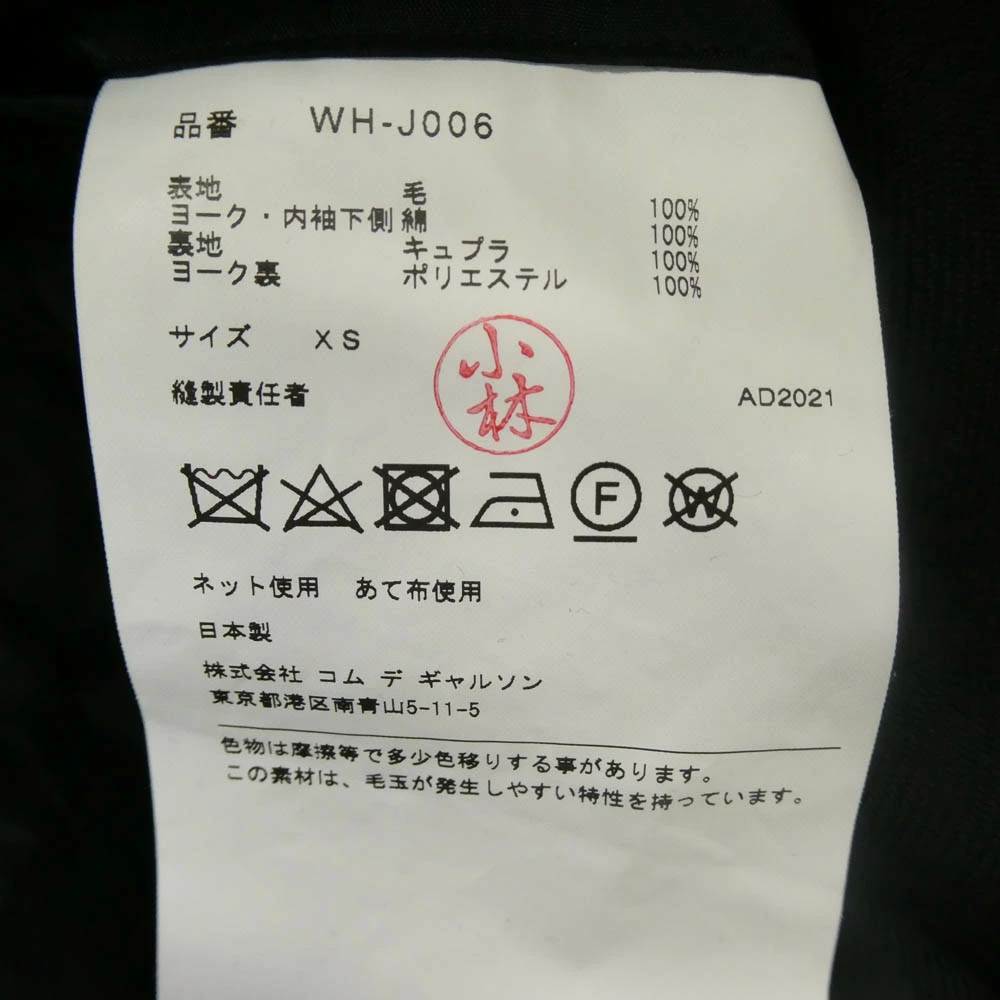 品番 WH-J006
表地 毛 100%
ヨーク・内袖下側 綿 100%
裏地 キュプラ 100%
ヨーク裏 ポリエステル 100%
サイズ XS
小林
縫製責任者 AD2021
F W
ネット使用 あて布使用
日本製
株式会社 コム デ ギャルソン
東京都港区南青山5-11-5
色物は摩擦等で多少色移りする事があります。
この素材は、毛玉が発生しやすい特性を持っています。